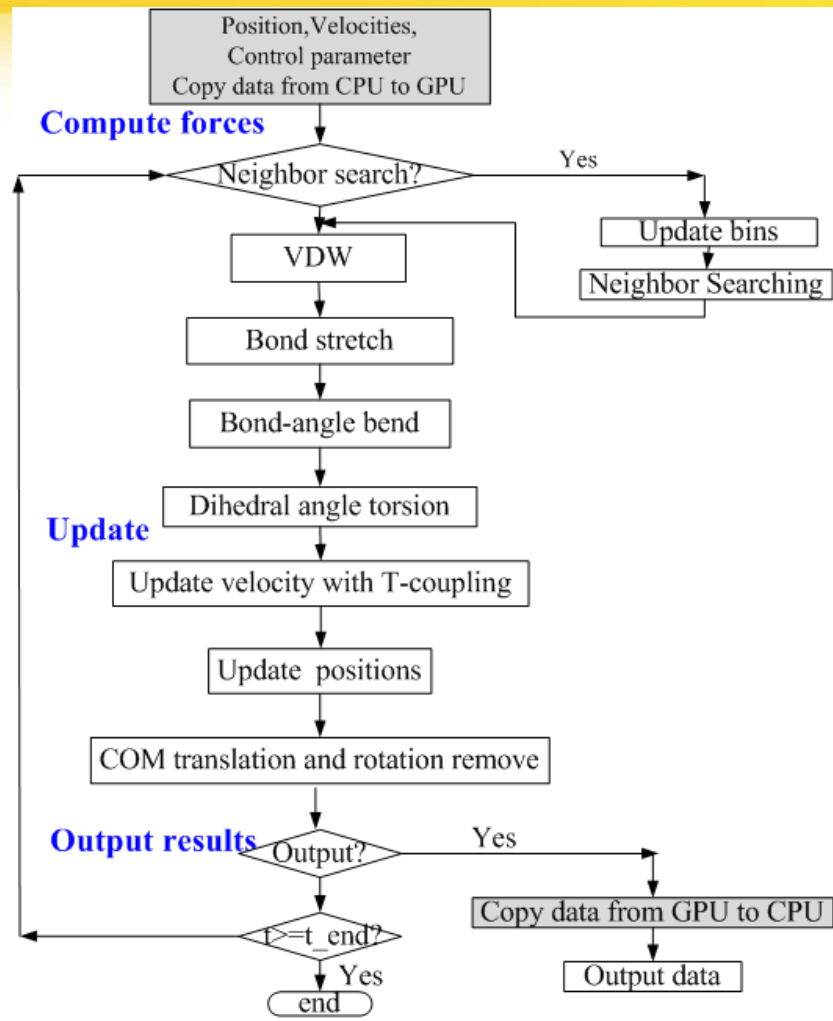 Position,Velocities,
Control parameter
Copy data from CPU to GPU
Compute forces
Neighbor search?
Yes
Update bins
VDW
Neighbor Searching
Bond stretch
Bond-angle bend
Dihedral angle torsion
Update
Update velocity with T-coupling
Update positions
COM translation and rotation remove
Output results
Output?
Yes
Copy data from GPU to CPU
t>=t_end?
Output data
Yes
end